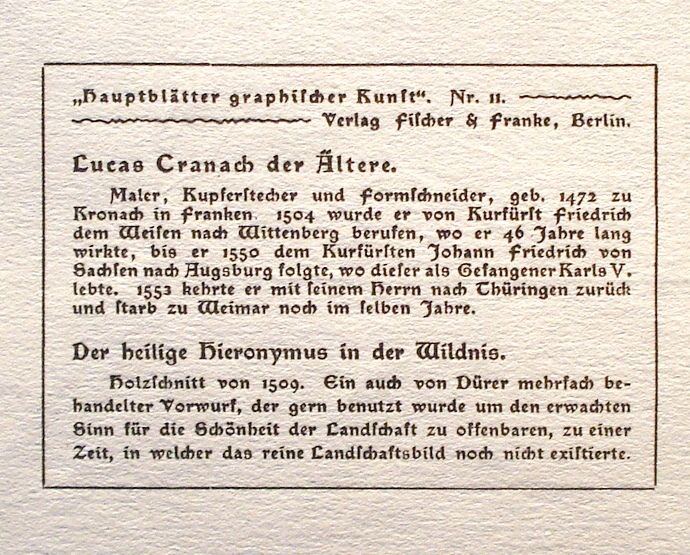 „Hauptblätter graphischer Kunst“. Nr. 11.
Verlag Fischer & Franke, Berlin.
Lucas Cranach der Ältere.
Maler, Kupferstecher und Formschneider, geb. 1472 zu
Kronach in Franken. 1504 wurde er von Kurfürst Friedrich
dem Weisen nach Wittenberg berufen, wo er 46 Jahre lang
wirkte, bis er 1550 dem Kurfürsten Johann Friedrich von
Sachsen nach Augsburg folgte, wo dieser als Gefangener Karls V.
lebte. 1553 kehrte er mit seinem Herrn nach Thüringen zurück
und starb zu Weimar noch im selben Jahre.
Der heilige Hieronymus in der Wildnis.
Holzschnitt von 1509. Ein auch von Dürer mehrfach be-
handelter Vorwurf, der gern benutzt wurde um den erwachten
Sinn für die Schönheit der Landschaft zu offenbaren, zu einer
Zeit, in welcher das reine Landschaftsbild noch nicht existierte.